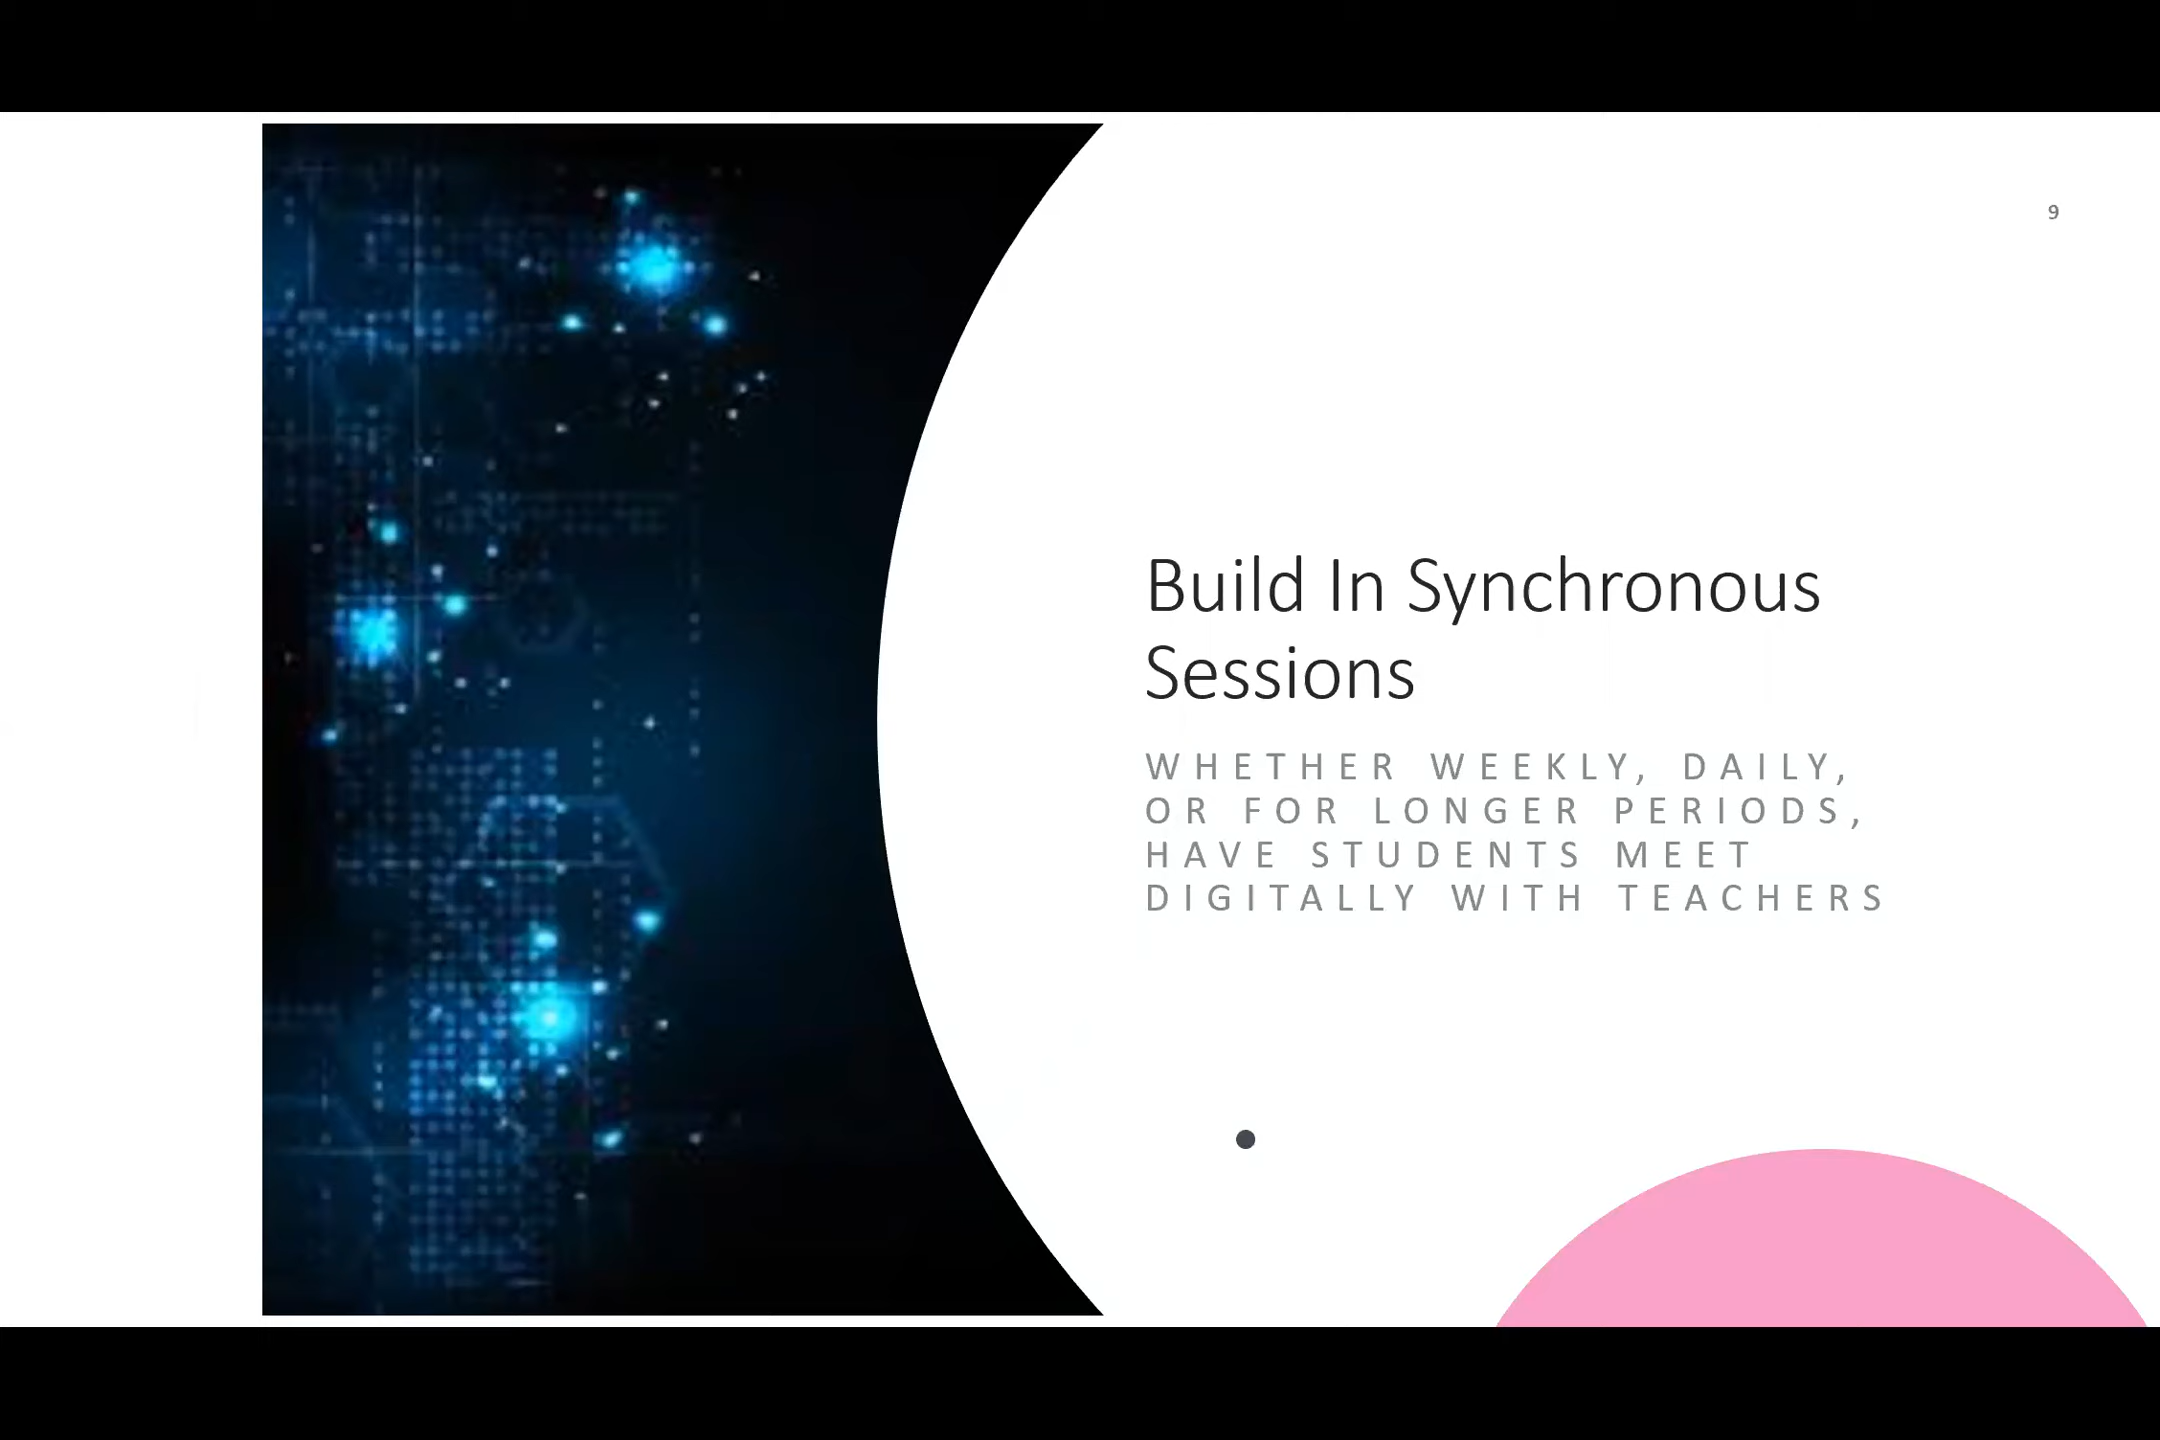 9
Build In Synchronous
Sessions
WHETHER WEEKLY, DAILY,
OR FOR LONGER PERIODS,
HAVE STUDENTS MEET
DIGITALLY WITH TEACHERS